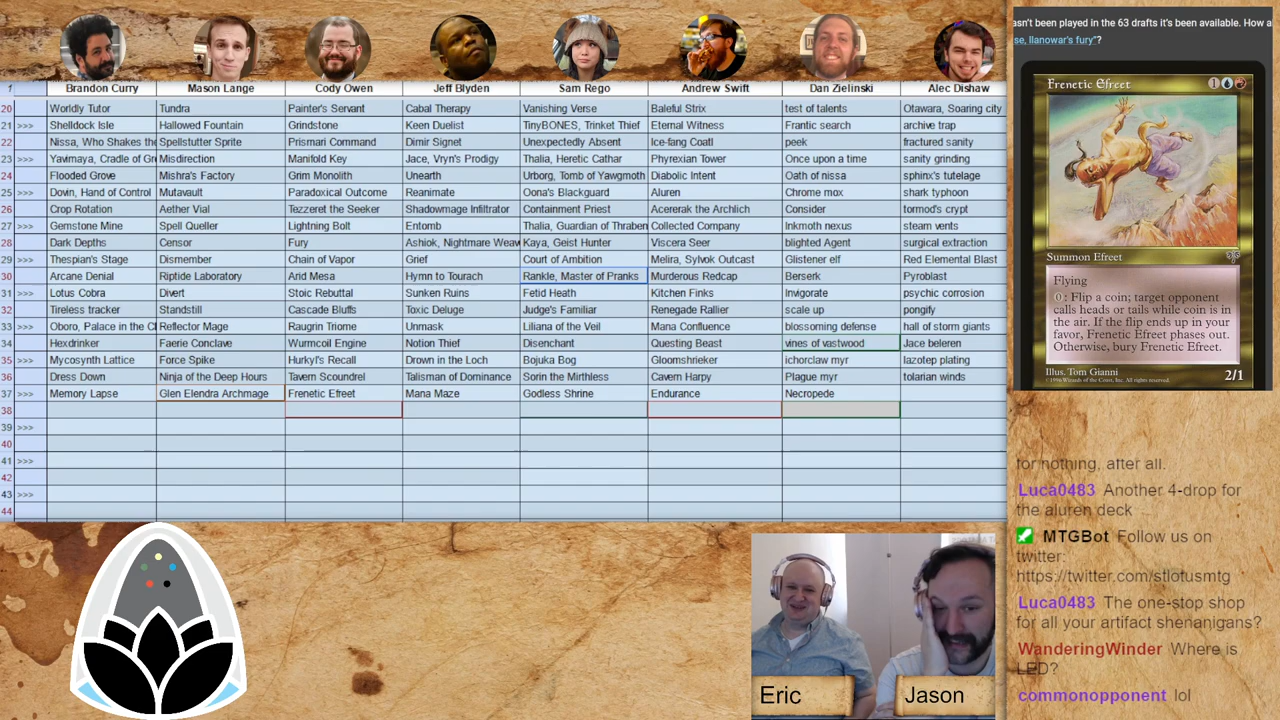 1 Brandon Curry Mason Lange Cody Owen Jeff Blyden Sam Rego Andrew Swift Dan Zielinski Alec Dishaw
20 Worldly Tutor Tundra Painter's Servant Cabal Therapy Vanishing Verse Baleful Strix test of talents Otawara, Soaring city
21 >>> Shelldock Isle Hallowed Fountain Grindstone Keen Duelist TinyBONES, Trinket Thief Eternal Witness Frantic search archive trap
22 Nissa, Who Shakes the Spellstutter Sprite Prismari Command Dimir Signet Unexpectedly Absent Ice-fang Coatl peek fractured sanity
23 >>> Yavimaya, Cradle of Gr Misdirection Manifold Key Jace, Vryn's Prodigy Thalia, Heretic Cathar Phyrexian Tower Once upon a time sanity grinding
24 Flooded Grove Mishra's Factory Grim Monolith Unearth Urborg, Tomb of Yawgmoth Diabolic Intent Oath of nissa sphinx's tutelage
25 >>> Dovin, Hand of Control Mutavault Paradoxical Outcome Reanimate Oona's Blackguard Aluren Chrome mox shark typhoon
26 Crop Rotation Aether Vial Tezzeret the Seeker Shadowmage Infiltrator Containment Priest Acererak the Archlich Consider tormod's crypt
27 >>> Gemstone Mine Spell Queller Lightning Bolt Entomb Thalia, Guardian of Thraben Collected Company Inkmoth nexus steam vents
28 Dark Depths Censor Fury Ashiok, Nightmare Weav Kaya, Geist Hunter Viscera Seer blighted Agent surgical extraction
29 >>> Thespian's Stage Dismember Chain of Vapor Grief Court of Ambition Melira, Sylvok Outcast Glistener elf Red Elemental Blast
30 Arcane Denial Riptide Laboratory Arid Mesa Hymn to Tourach Rankle, Master of Pranks Murderous Redcap Berserk Pyroblast
31 >>> Lotus Cobra Divert Stoic Rebuttal Sunken Ruins Fetid Heath Kitchen Finks Invigorate psychic corrosion
32 Tireless tracker Standstill Cascade Bluffs Toxic Deluge Judge's Familiar Renegade Rallier scale up pongify
33 >>> Oboro, Palace in the Cl Reflector Mage Raugrin Triome Unmask Liliana of the Veil Mana Confluence blossoming defense hall of storm giants
34 Hexdrinker Faerie Conclave Wurmcoil Engine Notion Thief Disenchant Questing Beast vines of vastwood Jace beleren
35 >>> Mycosynth Lattice Force Spike Hurkyl's Recall Drown in the Loch Bojuka Bog Gloomshrieker ichorclaw myr lazotep plating
36 Dress Down Ninja of the Deep Hours Tavern Scoundrel Talisman of Dominance Sorin the Mirthless Cavern Harpy Plague myr tolarian winds
37 >>> Memory Lapse Glen Elendra Archmage Frenetic Efreet Mana Maze Godless Shrine Endurance Necropede
38
39 >>>
40
41 >>>
42
43 >>>
44
asn't been played in the 63 drafts it's been available. How a
se, llanowar's fury"?
Frenetic Efreet 1
Summon Efreet
Flying
0: Flip a coin; target opponent
calls heads or tails while coin is in
the air. If the flip ends up in your
favor, Frenetic Efreet phases out.
Otherwise, bury Frenetic Efreet.
Illus. Tom Gianni
©1996 Wizards of the Coast, Inc. All rights reserved.
2/1
for nothing, after all.
Luca0483 Another 4-drop for
the aluren deck
MTGBot Follow us on
twitter:
https://twitter.com/stlotusmtg
Luca0483 The one-stop shop
for all your artifact shenanigans?
WanderingWinder Where is
LED?
commonopponent lol
Eric
Jason